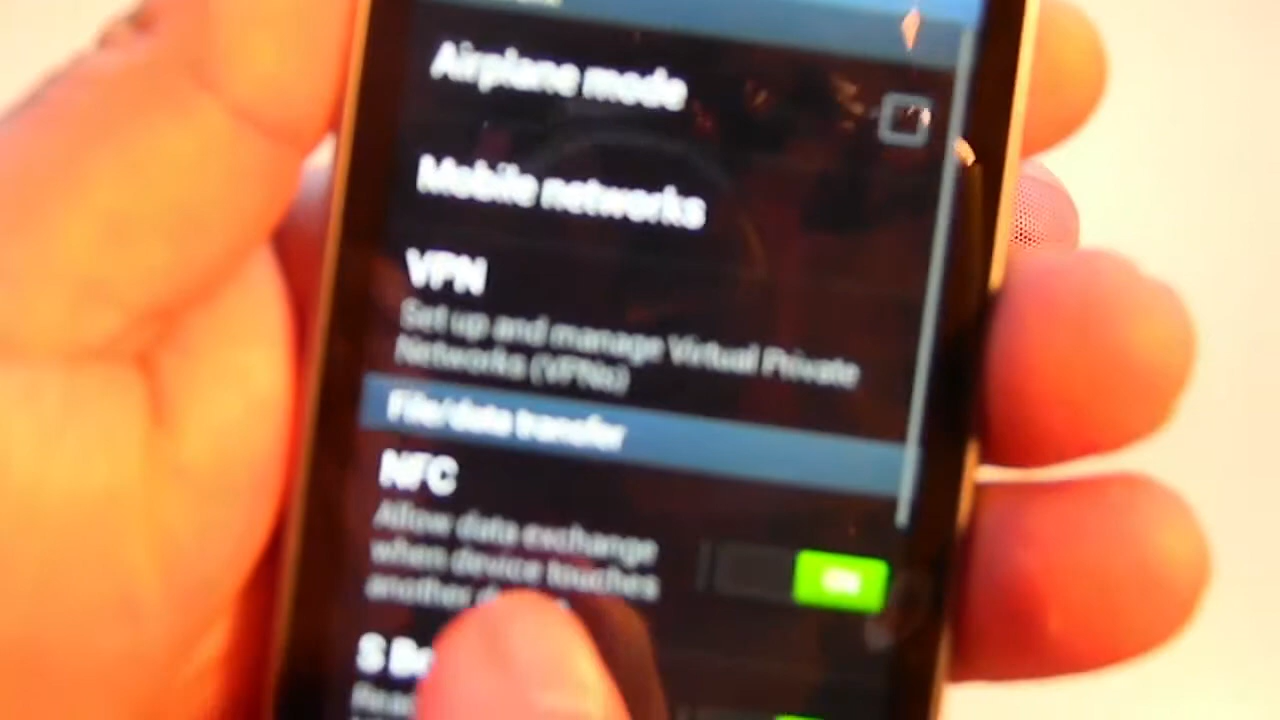 Airplane mode
Mobile networks
VPN
Set up and manage Virtual Private
Networks (VPNs)
File/data transfer
NFC
Allow data exchange
when device touches
another
ON
S